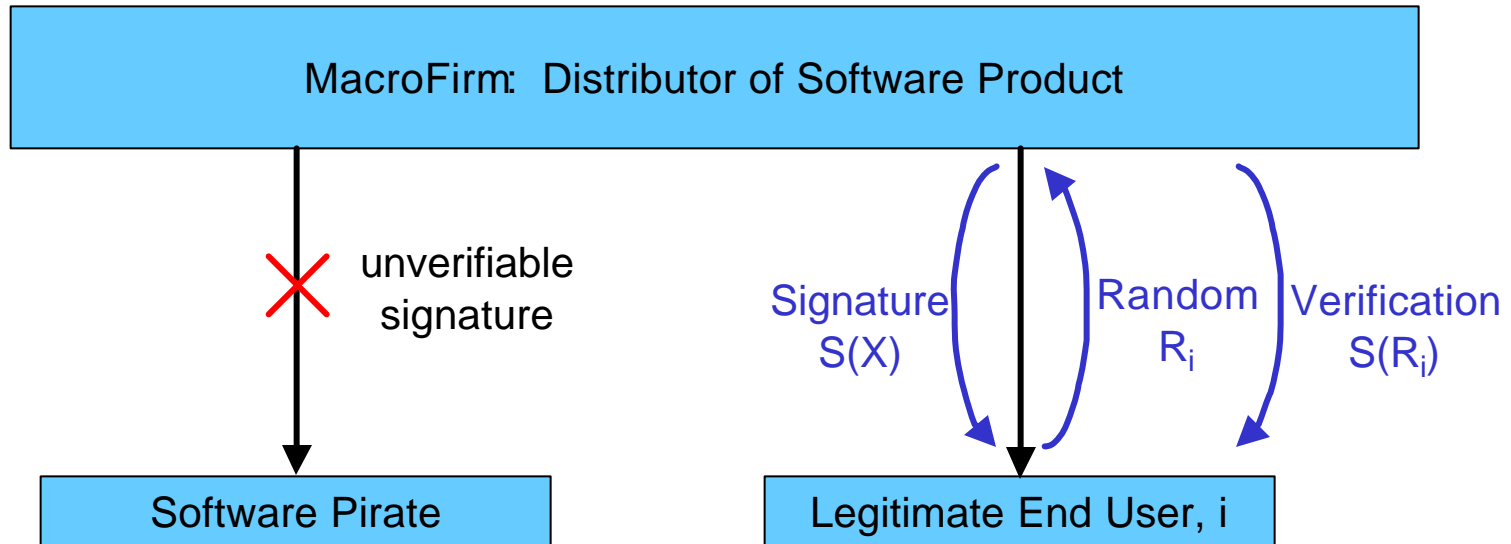 MacroFirm: Distributor of Software Product
unverifiable
signature
Signature
S(X)
Random
Rᵢ
Verification
S(Rᵢ)
Software Pirate
Legitimate End User, i